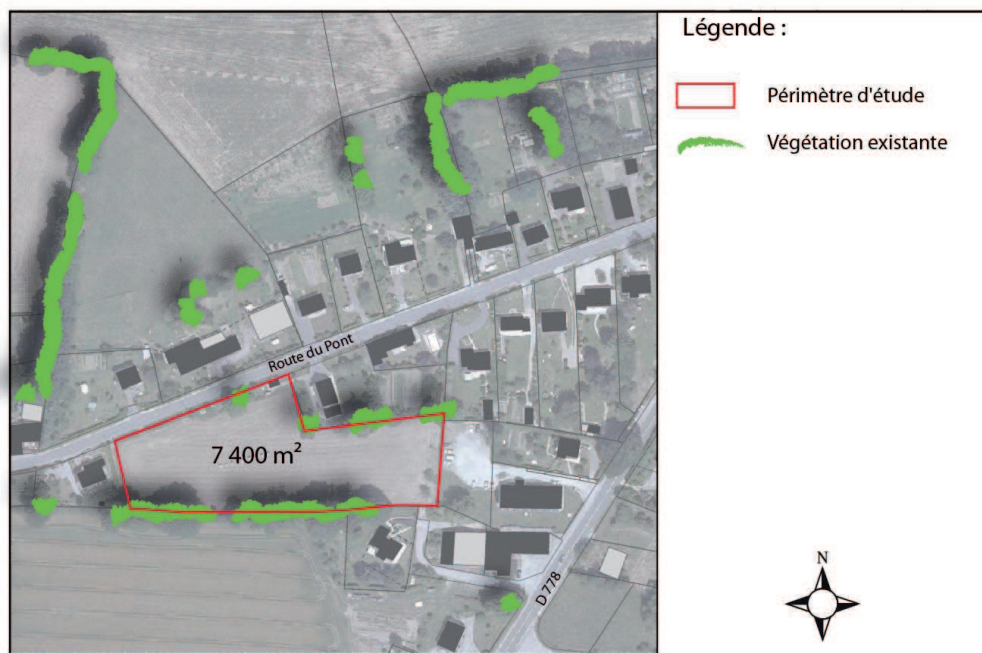 Légende :
Périmètre d'étude
Végétation existante
Route du Pont
7 400 m²
D 778
N